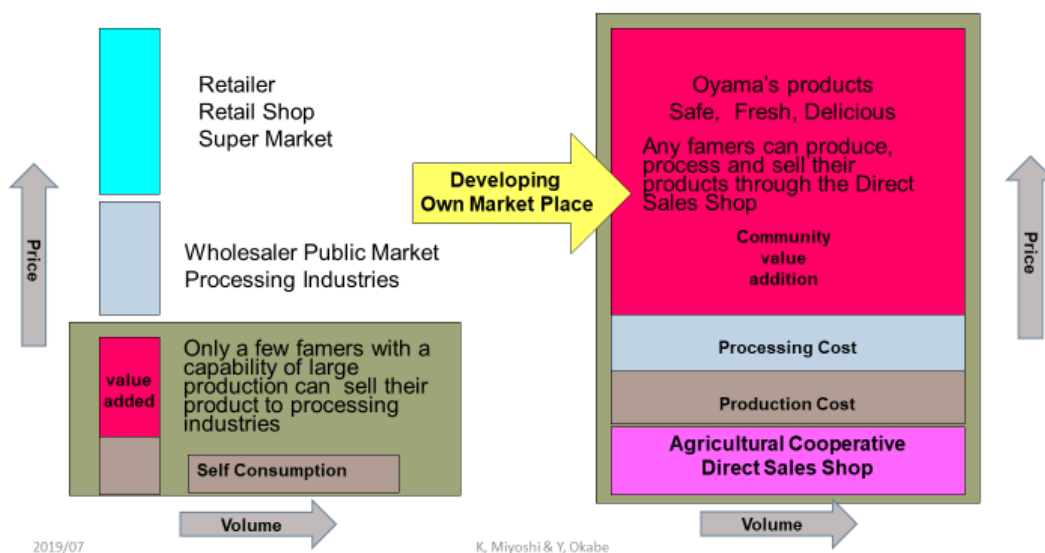 Retailer
Retail Shop
Super Market
Price
Wholesaler Public Market
Processing Industries
value
added
Only a few famers with a
capability of large
production can sell their
product to processing
industries
Self Consumption
Volume
Developing
Own Market Place
Oyama's products
Safe, Fresh, Delicious
Any famers can produce,
process and sell their
products through the Direct
Sales Shop
Community
value
addition
Processing Cost
Production Cost
Agricultural Cooperative
Direct Sales Shop
Price
Volume
2019/07
K, Miyoshi & Y, Okabe